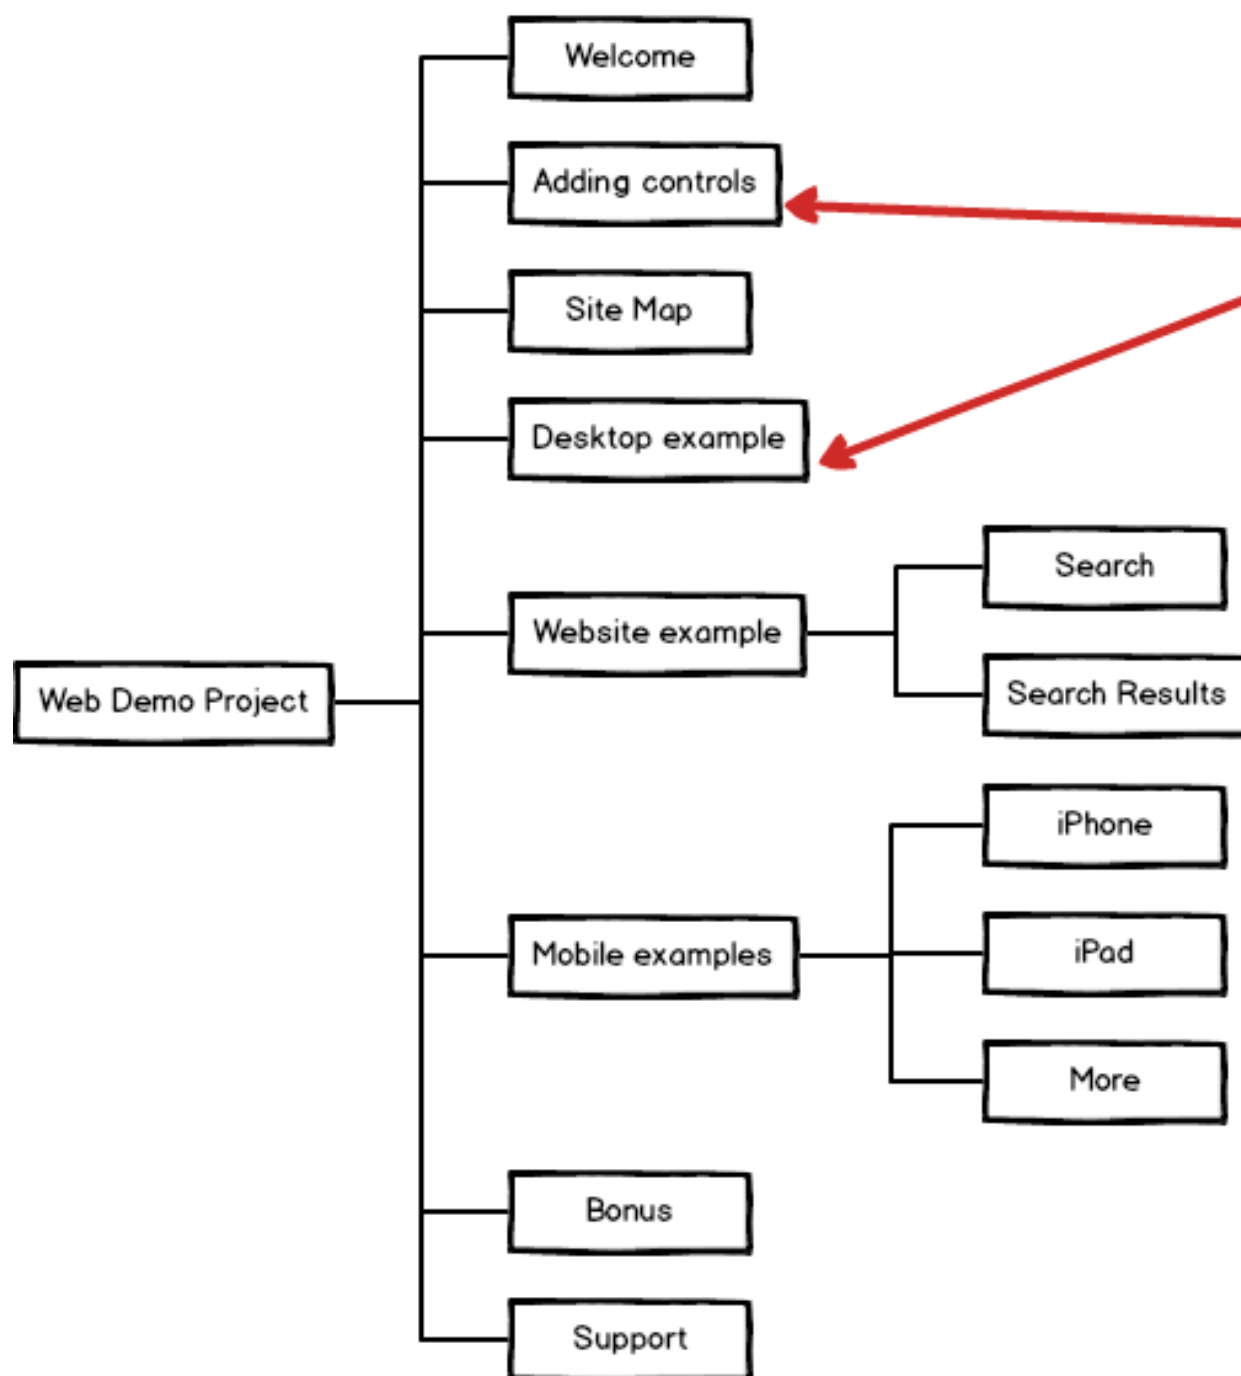 Welcome
Adding controls
Site Map
Desktop example
Search
Website example
Search Results
Web Demo Project
iPhone
Mobile examples
iPad
More
Bonus
Support